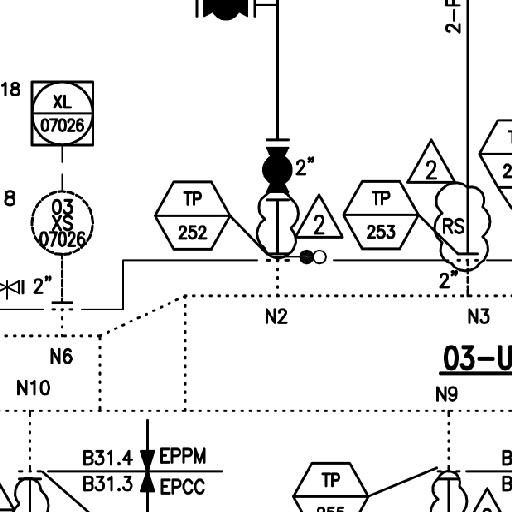 2-
18
XL
07026
2"
2
2
8
03
XS
07026
TP
252
2
TP
253
RS
2"
2"
N2
N3
N6
03-U
N10
N9
B31.4
EPPM
B31.3
EPCC
TP
B